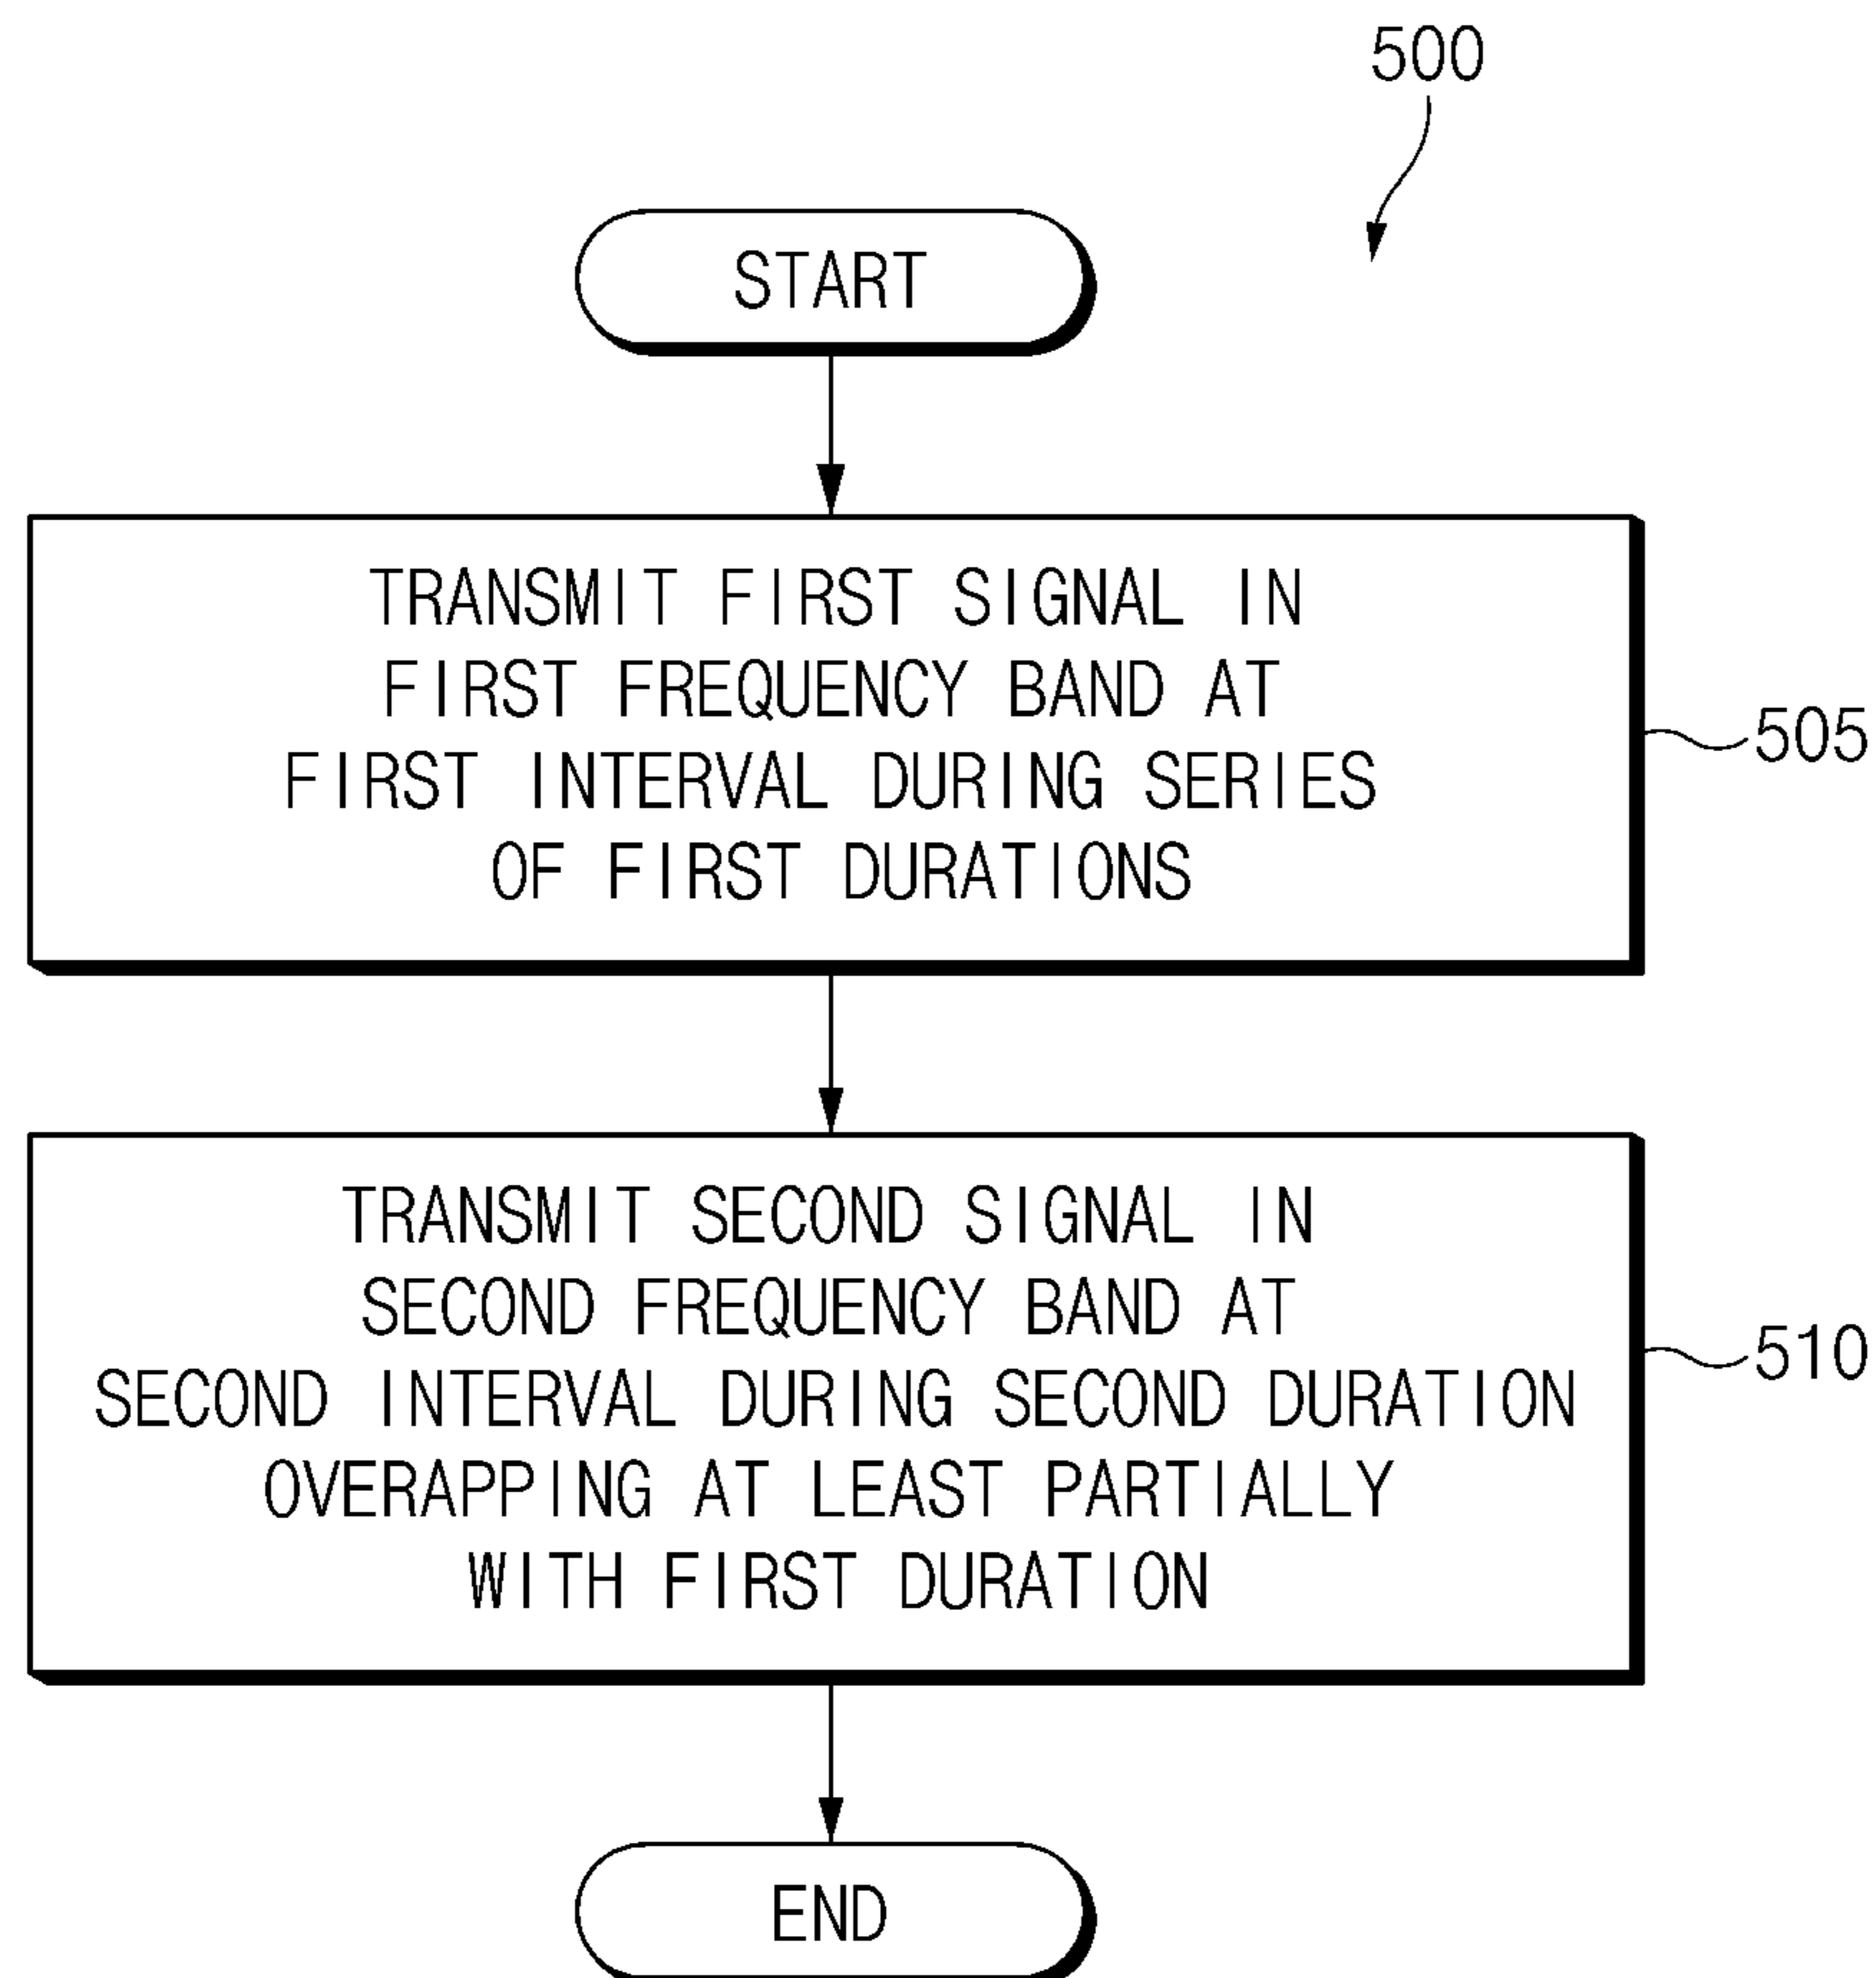 500
START
TRANSMIT FIRST SIGNAL IN
FIRST FREQUENCY BAND AT
FIRST INTERVAL DURING SERIES
OF FIRST DURATIONS
505
TRANSMIT SECOND SIGNAL IN
SECOND FREQUENCY BAND AT
SECOND INTERVAL DURING SECOND DURATION
OVERAPPING AT LEAST PARTIALLY
WITH FIRST DURATION
510
END